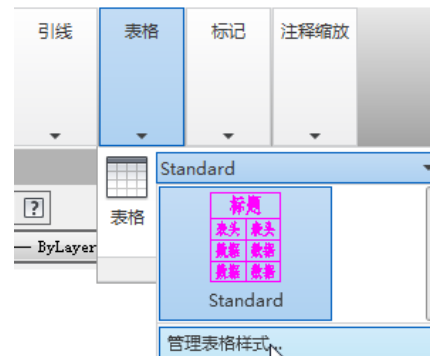 引线 表格 标记 注释缩放
Standard
?
表格
ByLayer
标题
表头 表头
数据 数据
数据 数据
Standard
管理表格样式...